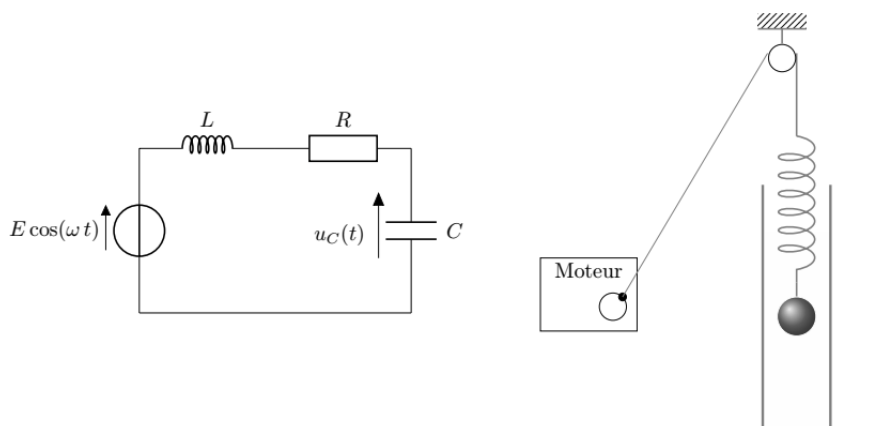 L
R
E cos(ω t)
u_C(t)
C
Moteur